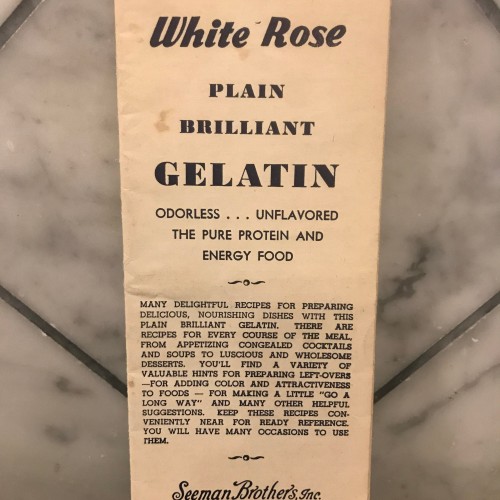 White Rose
PLAIN
BRILLIANT
GELATIN
ODORLESS . . . UNFLAVORED
THE PURE PROTEIN AND
ENERGY FOOD
MANY DELIGHTFUL RECIPES FOR PREPARING
DELICIOUS, NOURISHING DISHES WITH THIS
PLAIN BRILLIANT GELATIN. THERE ARE
RECIPES FOR EVERY COURSE OF THE MEAL,
FROM APPETIZING CONGEALED COCKTAILS
AND SOUPS TO LUSCIOUS AND WHOLESOME
DESSERTS. YOU'LL FIND A VARIETY OF
VALUABLE HINTS FOR PREPARING LEFT-OVERS
—FOR ADDING COLOR AND ATTRACTIVENESS
TO FOODS — FOR MAKING A LITTLE "GO A
LONG WAY" AND MANY OTHER HELPFUL
SUGGESTIONS. KEEP THESE RECIPES CON-
VENIENTLY NEAR FOR READY REFERENCE.
YOU WILL HAVE MANY OCCASIONS TO USE
THEM.
Seeman Brothers, Inc.